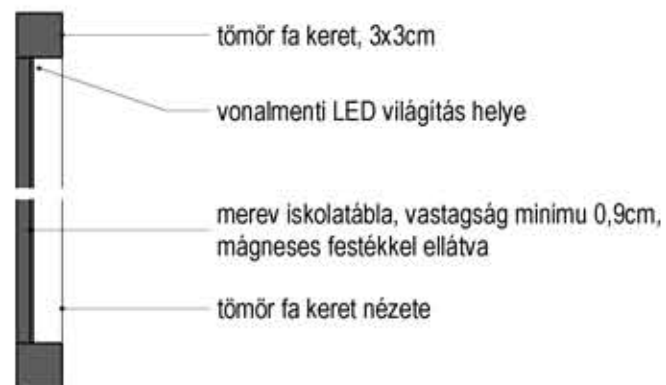 tömör fa keret, 3x3cm
vonalmenti LED világítás helye
merev iskolatábla, vastagság minimu 0,9cm,
mágneses festékkel ellátva
tömör fa keret nézete